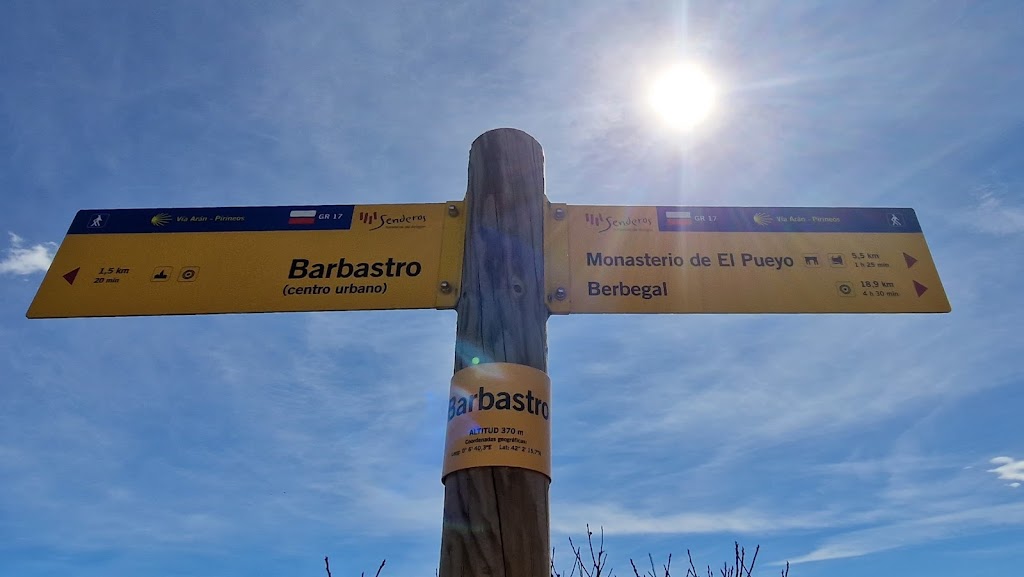 Vía Arán - Pirineos GR 17 Senderos
1,5 km
20 min
Barbastro
(centro urbano)
Senderos GR 17 Vía Arán - Pirineos
Monasterio de El Pueyo 5,5 km
1 h 25 min
Berbegal 18,9 km
4 h 30 min
Barbastro
ALTITUD 370 m
Coordenadas geográficas: